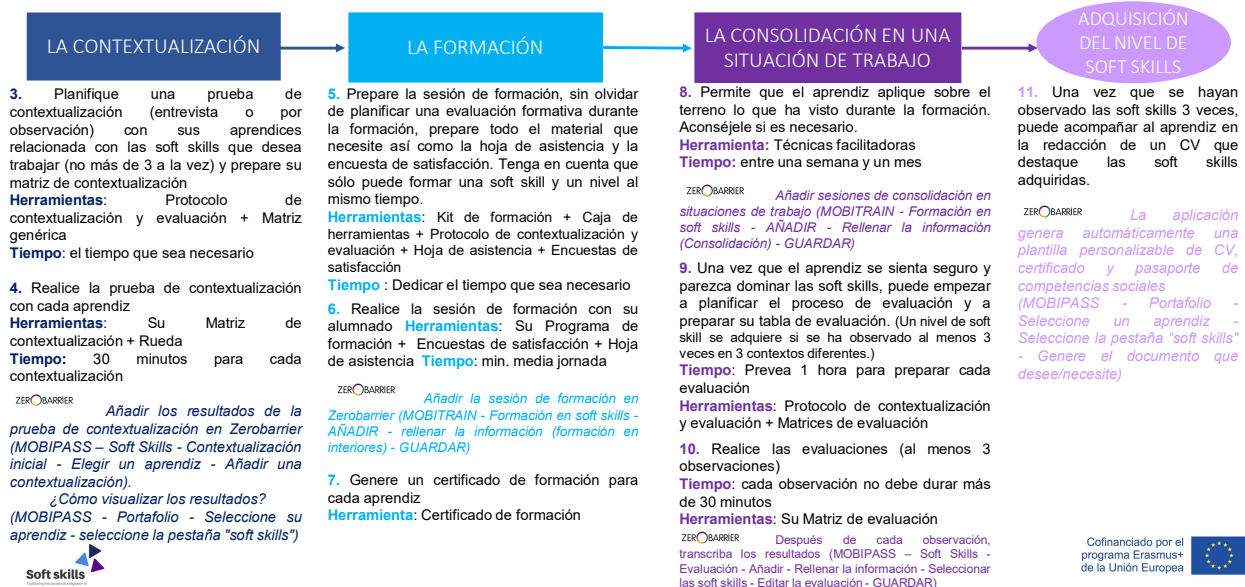 LA CONTEXTUALIZACIÓN
3. Planifique una prueba de
contextualización (entrevista o por
observación) con sus aprendices
relacionada con las soft skills que desea
trabajar (no más de 3 a la vez) y prepare su
matriz de contextualización
Herramientas: Protocolo de
contextualización y evaluación + Matriz
genérica
Tiempo: el tiempo que sea necesario
4. Realice la prueba de contextualización
con cada aprendiz
Herramientas: Su Matriz de
contextualización + Rueda
Tiempo: 30 minutos para cada
contextualización
ZEROBARRIER
Añadir los resultados de la
prueba de contextualización en Zerobarrier
(MOBIPASS – Soft Skills - Contextualización
inicial - Elegir un aprendiz - Añadir una
contextualización).
¿Cómo visualizar los resultados?
(MOBIPASS - Portafolio - Seleccione su
aprendiz - seleccione la pestaña "soft skills")
Soft skills
LA FORMACIÓN
5. Prepare la sesión de formación, sin olvidar
de planificar una evaluación formativa durante
la formación, prepare todo el material que
necesite así como la hoja de asistencia y la
encuesta de satisfacción. Tenga en cuenta que
sólo puede formar una soft skill y un nivel al
mismo tiempo.
Herramientas: Kit de formación + Caja de
herramientas + Protocolo de contextualización y
evaluación + Hoja de asistencia + Encuestas de
satisfacción
Tiempo : Dedicar el tiempo que sea necesario
6. Realice la sesión de formación con su
alumnado Herramientas: Su Programa de
formación + Encuestas de satisfacción + Hoja
de asistencia Tiempo: min. media jornada
ZEROBARRIER
Añadir la sesión de formación en
Zerobarrier (MOBITRAIN - Formación en soft skills -
AÑADIR - rellenar la información (formación en
interiores) - GUARDAR)
7. Genere un certificado de formación para
cada aprendiz
Herramienta: Certificado de formación
LA CONSOLIDACIÓN EN UNA
SITUACIÓN DE TRABAJO
8. Permite que el aprendiz aplique sobre el
terreno lo que ha visto durante la formación.
Aconséjele si es necesario.
Herramienta: Técnicas facilitadoras
Tiempo: entre una semana y un mes
ZEROBARRIER
Añadir sesiones de consolidación en
situaciones de trabajo (MOBITRAIN - Formación en
soft skills - AÑADIR - Rellenar la información
(Consolidación) - GUARDAR)
9. Una vez que el aprendiz se sienta seguro y
parezca dominar las soft skills, puede empezar
a planificar el proceso de evaluación y a
preparar su tabla de evaluación. (Un nivel de soft
skill se adquiere si se ha observado al menos 3
veces en 3 contextos diferentes.)
Tiempo: Prevea 1 hora para preparar cada
evaluación
Herramientas: Protocolo de contextualización
y evaluación + Matrices de evaluación
10. Realice las evaluaciones (al menos 3
observaciones)
Tiempo: cada observación no debe durar más
de 30 minutos
Herramientas: Su Matriz de evaluación
ZEROBARRIER
Después de cada observación,
transcriba los resultados (MOBIPASS – Soft Skills -
Evaluación - Añadir - Rellenar la información - Seleccionar
las soft skills - Editar la evaluación - GUARDAR)
ADQUISICIÓN
DEL NIVEL DE
SOFT SKILLS
11. Una vez que se hayan
observado las soft skills 3 veces,
puede acompañar al aprendiz en
la redacción de un CV que
destaque las soft skills
adquiridas.
ZEROBARRIER
La aplicación
genera automáticamente una
plantilla personalizable de CV,
certificado y pasaporte de
competencias sociales
(MOBIPASS - Portafolio -
Seleccione un aprendiz -
Seleccione la pestaña "soft skills"
- Genere el documento que
desee/necesite)
Cofinanciado por el
programa Erasmus+
de la Unión Europea